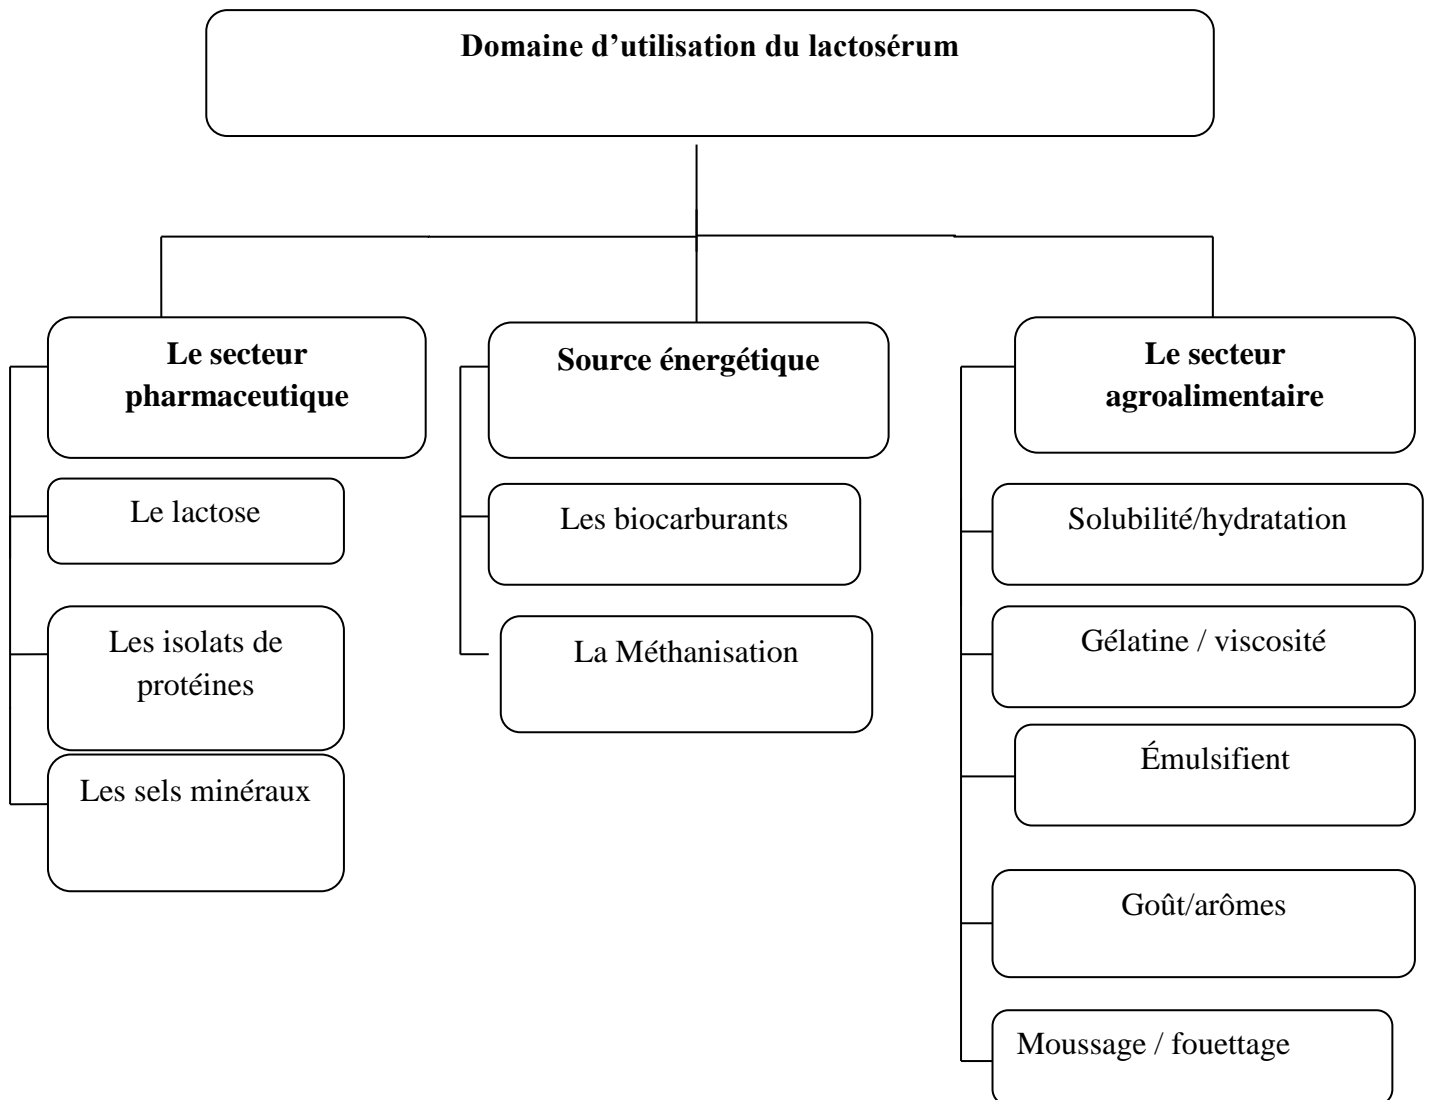 Domaine d’utilisation du lactosérum
Le secteur
pharmaceutique
Le lactose
Les isolats de
protéines
Les sels minéraux
Source énergétique
Les biocarburants
La Méthanisation
Le secteur
agroalimentaire
Solubilité/hydratation
Gélatine / viscosité
Émulsifient
Goût/arômes
Moussage / fouettage